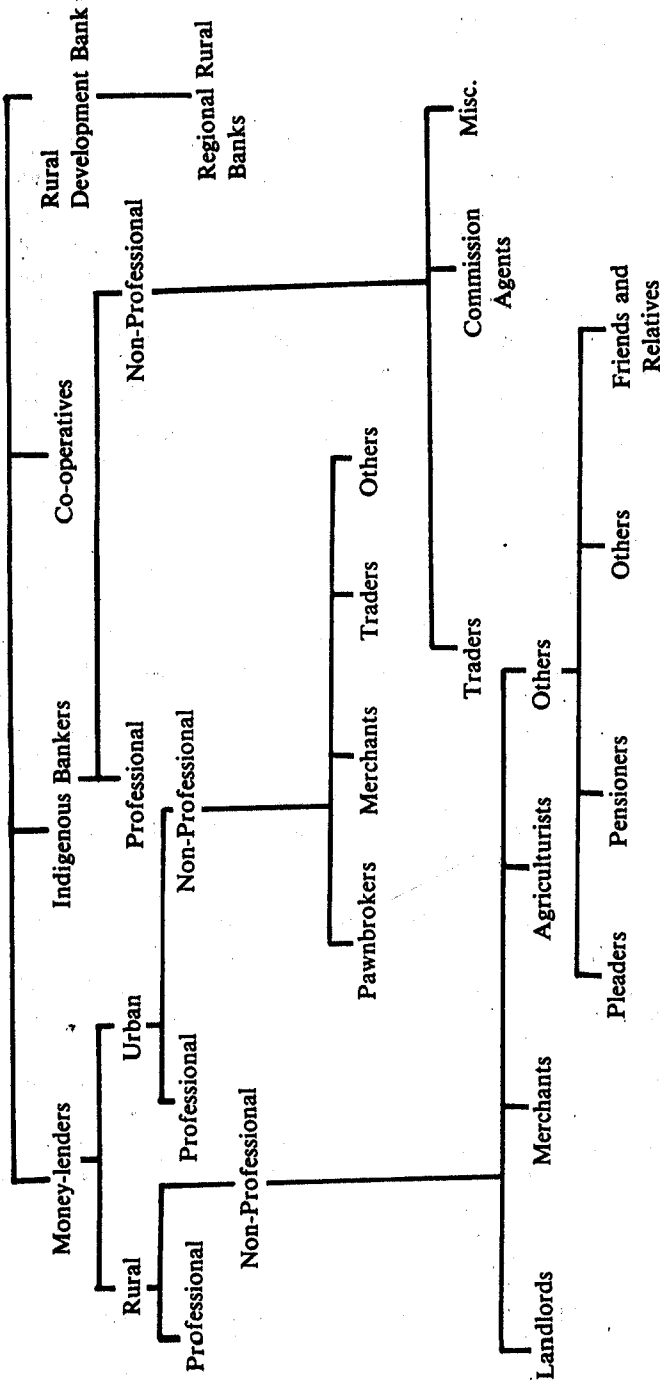 Money-lenders
Indigenous Bankers
Co-operatives
Rural
Development Bank
Rural
Urban
Professional
Non-Professional
Regional Rural
Banks
Professional
Non-Professional
Professional
Non-Professional
Pawnbrokers
Merchants
Traders
Others
Traders
Commission
Agents
Misc.
Landlords
Merchants
Agriculturists
Others
Pleaders
Pensioners
Others
Friends and
Relatives